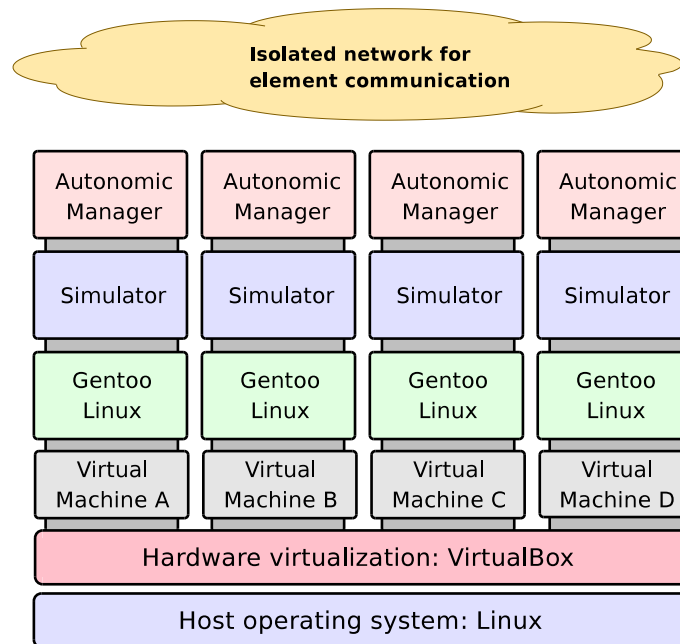 Isolated network for
element communication
Autonomic
Manager
Autonomic
Manager
Autonomic
Manager
Autonomic
Manager
Simulator
Simulator
Simulator
Simulator
Gentoo
Linux
Gentoo
Linux
Gentoo
Linux
Gentoo
Linux
Virtual
Machine A
Virtual
Machine B
Virtual
Machine C
Virtual
Machine D
Hardware virtualization: VirtualBox
Host operating system: Linux